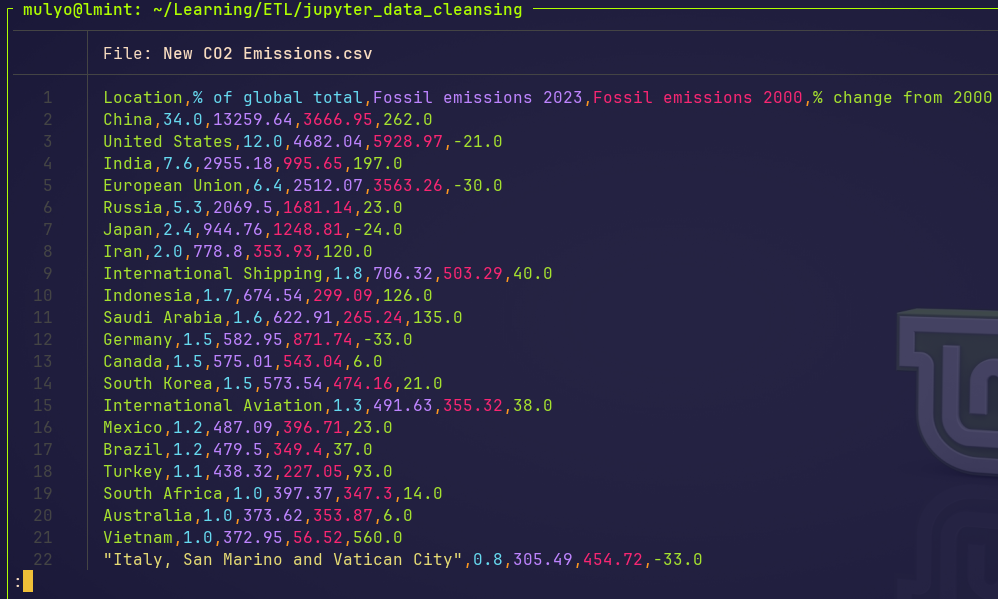 mulyo@lmint: ~/Learning/ETL/jupyter_data_cleansing
File: New CO2 Emissions.csv
1 Location,% of global total,Fossil emissions 2023,Fossil emissions 2000,% change from 2000
2 China,34.0,13259.64,3666.95,262.0
3 United States,12.0,4682.04,5928.97,-21.0
4 India,7.6,2955.18,995.65,197.0
5 European Union,6.4,2512.07,3563.26,-30.0
6 Russia,5.3,2069.5,1681.14,23.0
7 Japan,2.4,944.76,1248.81,-24.0
8 Iran,2.0,778.8,353.93,120.0
9 International Shipping,1.8,706.32,503.29,40.0
10 Indonesia,1.7,674.54,299.09,126.0
11 Saudi Arabia,1.6,622.91,265.24,135.0
12 Germany,1.5,582.95,871.74,-33.0
13 Canada,1.5,575.01,543.04,6.0
14 South Korea,1.5,573.54,474.16,21.0
15 International Aviation,1.3,491.63,355.32,38.0
16 Mexico,1.2,487.09,396.71,23.0
17 Brazil,1.2,479.5,349.4,37.0
18 Turkey,1.1,438.32,227.05,93.0
19 South Africa,1.0,397.37,347.3,14.0
20 Australia,1.0,373.62,353.87,6.0
21 Vietnam,1.0,372.95,56.52,560.0
22 "Italy, San Marino and Vatican City",0.8,305.49,454.72,-33.0
: